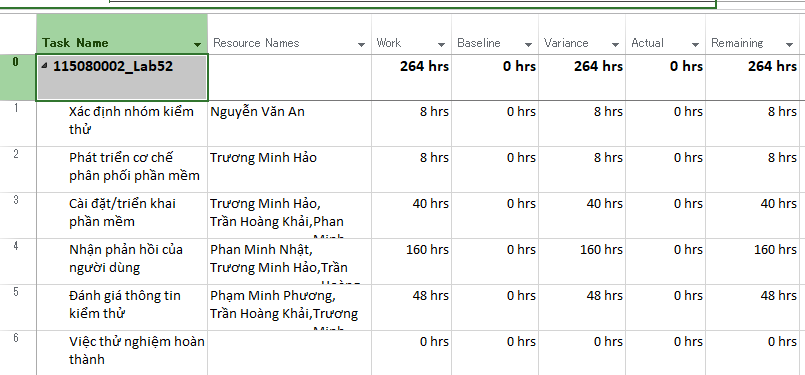 Task Name Resource Names Work Baseline Variance Actual Remaining
0 115080002_Lab52 264 hrs 0 hrs 264 hrs 0 hrs 264 hrs
1 Xác định nhóm kiểm Nguyễn Văn An 8 hrs 0 hrs 8 hrs 0 hrs 8 hrs
thử
2 Phát triển cơ chế Trương Minh Hảo 8 hrs 0 hrs 8 hrs 0 hrs 8 hrs
phân phối phần mềm
3 Cài đặt/triển khai Trương Minh Hảo, 40 hrs 0 hrs 40 hrs 0 hrs 40 hrs
phần mềm Trần Hoàng Khải,Phan
4 Nhận phản hồi của Phan Minh Nhật, 160 hrs 0 hrs 160 hrs 0 hrs 160 hrs
người dùng Trương Minh Hảo,Trần
5 Đánh giá thông tin Phạm Minh Phương, 48 hrs 0 hrs 48 hrs 0 hrs 48 hrs
kiểm thử Trần Hoàng Khải,Trương
6 Việc thử nghiệm hoàn 0 hrs 0 hrs 0 hrs 0 hrs 0 hrs
thành